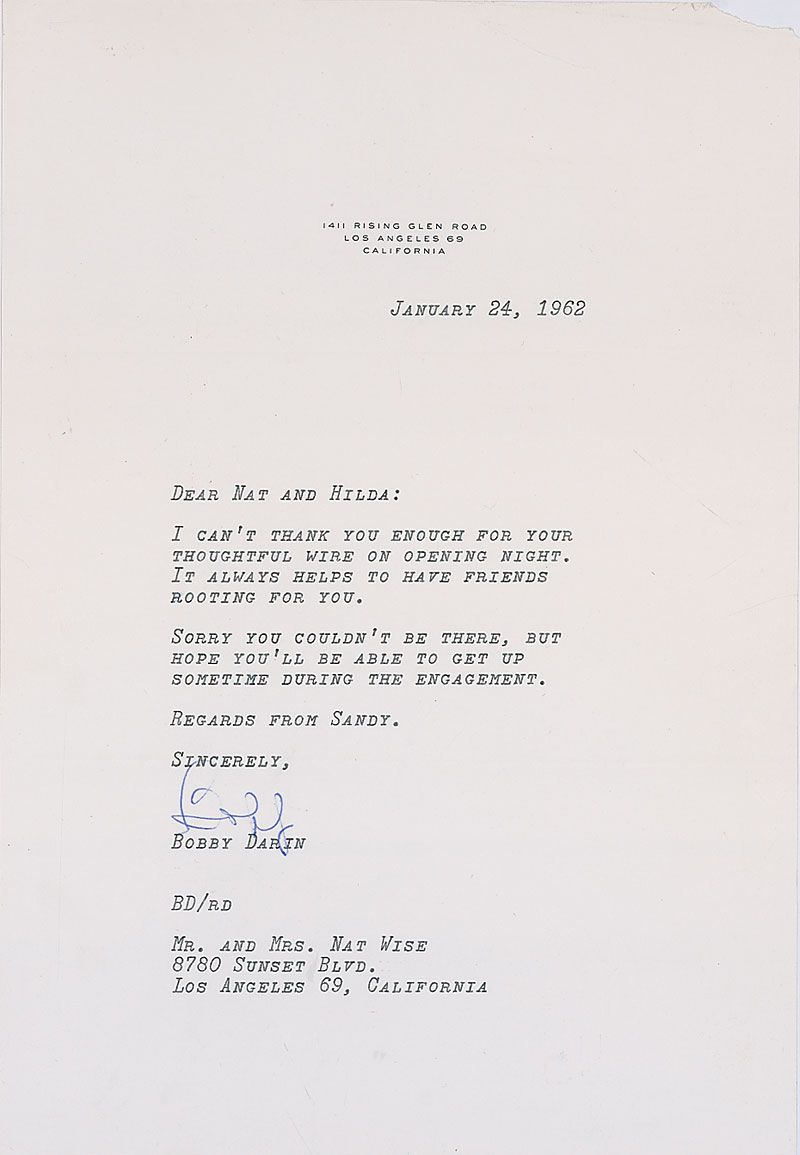 1411 RISING GLEN ROAD
LOS ANGELES 69
CALIFORNIA
JANUARY 24, 1962
DEAR NAT AND HILDA:
I CAN'T THANK YOU ENOUGH FOR YOUR
THOUGHTFUL WIRE ON OPENING NIGHT.
IT ALWAYS HELPS TO HAVE FRIENDS
ROOTING FOR YOU.
SORRY YOU COULDN'T BE THERE, BUT
HOPE YOU'LL BE ABLE TO GET UP
SOMETIME DURING THE ENGAGEMENT.
REGARDS FROM SANDY.
SINCERELY,
Bobby
BOBBY DARIN
BD/RD
MR. AND MRS. NAT WISE
8780 SUNSET BLVD.
LOS ANGELES 69, CALIFORNIA